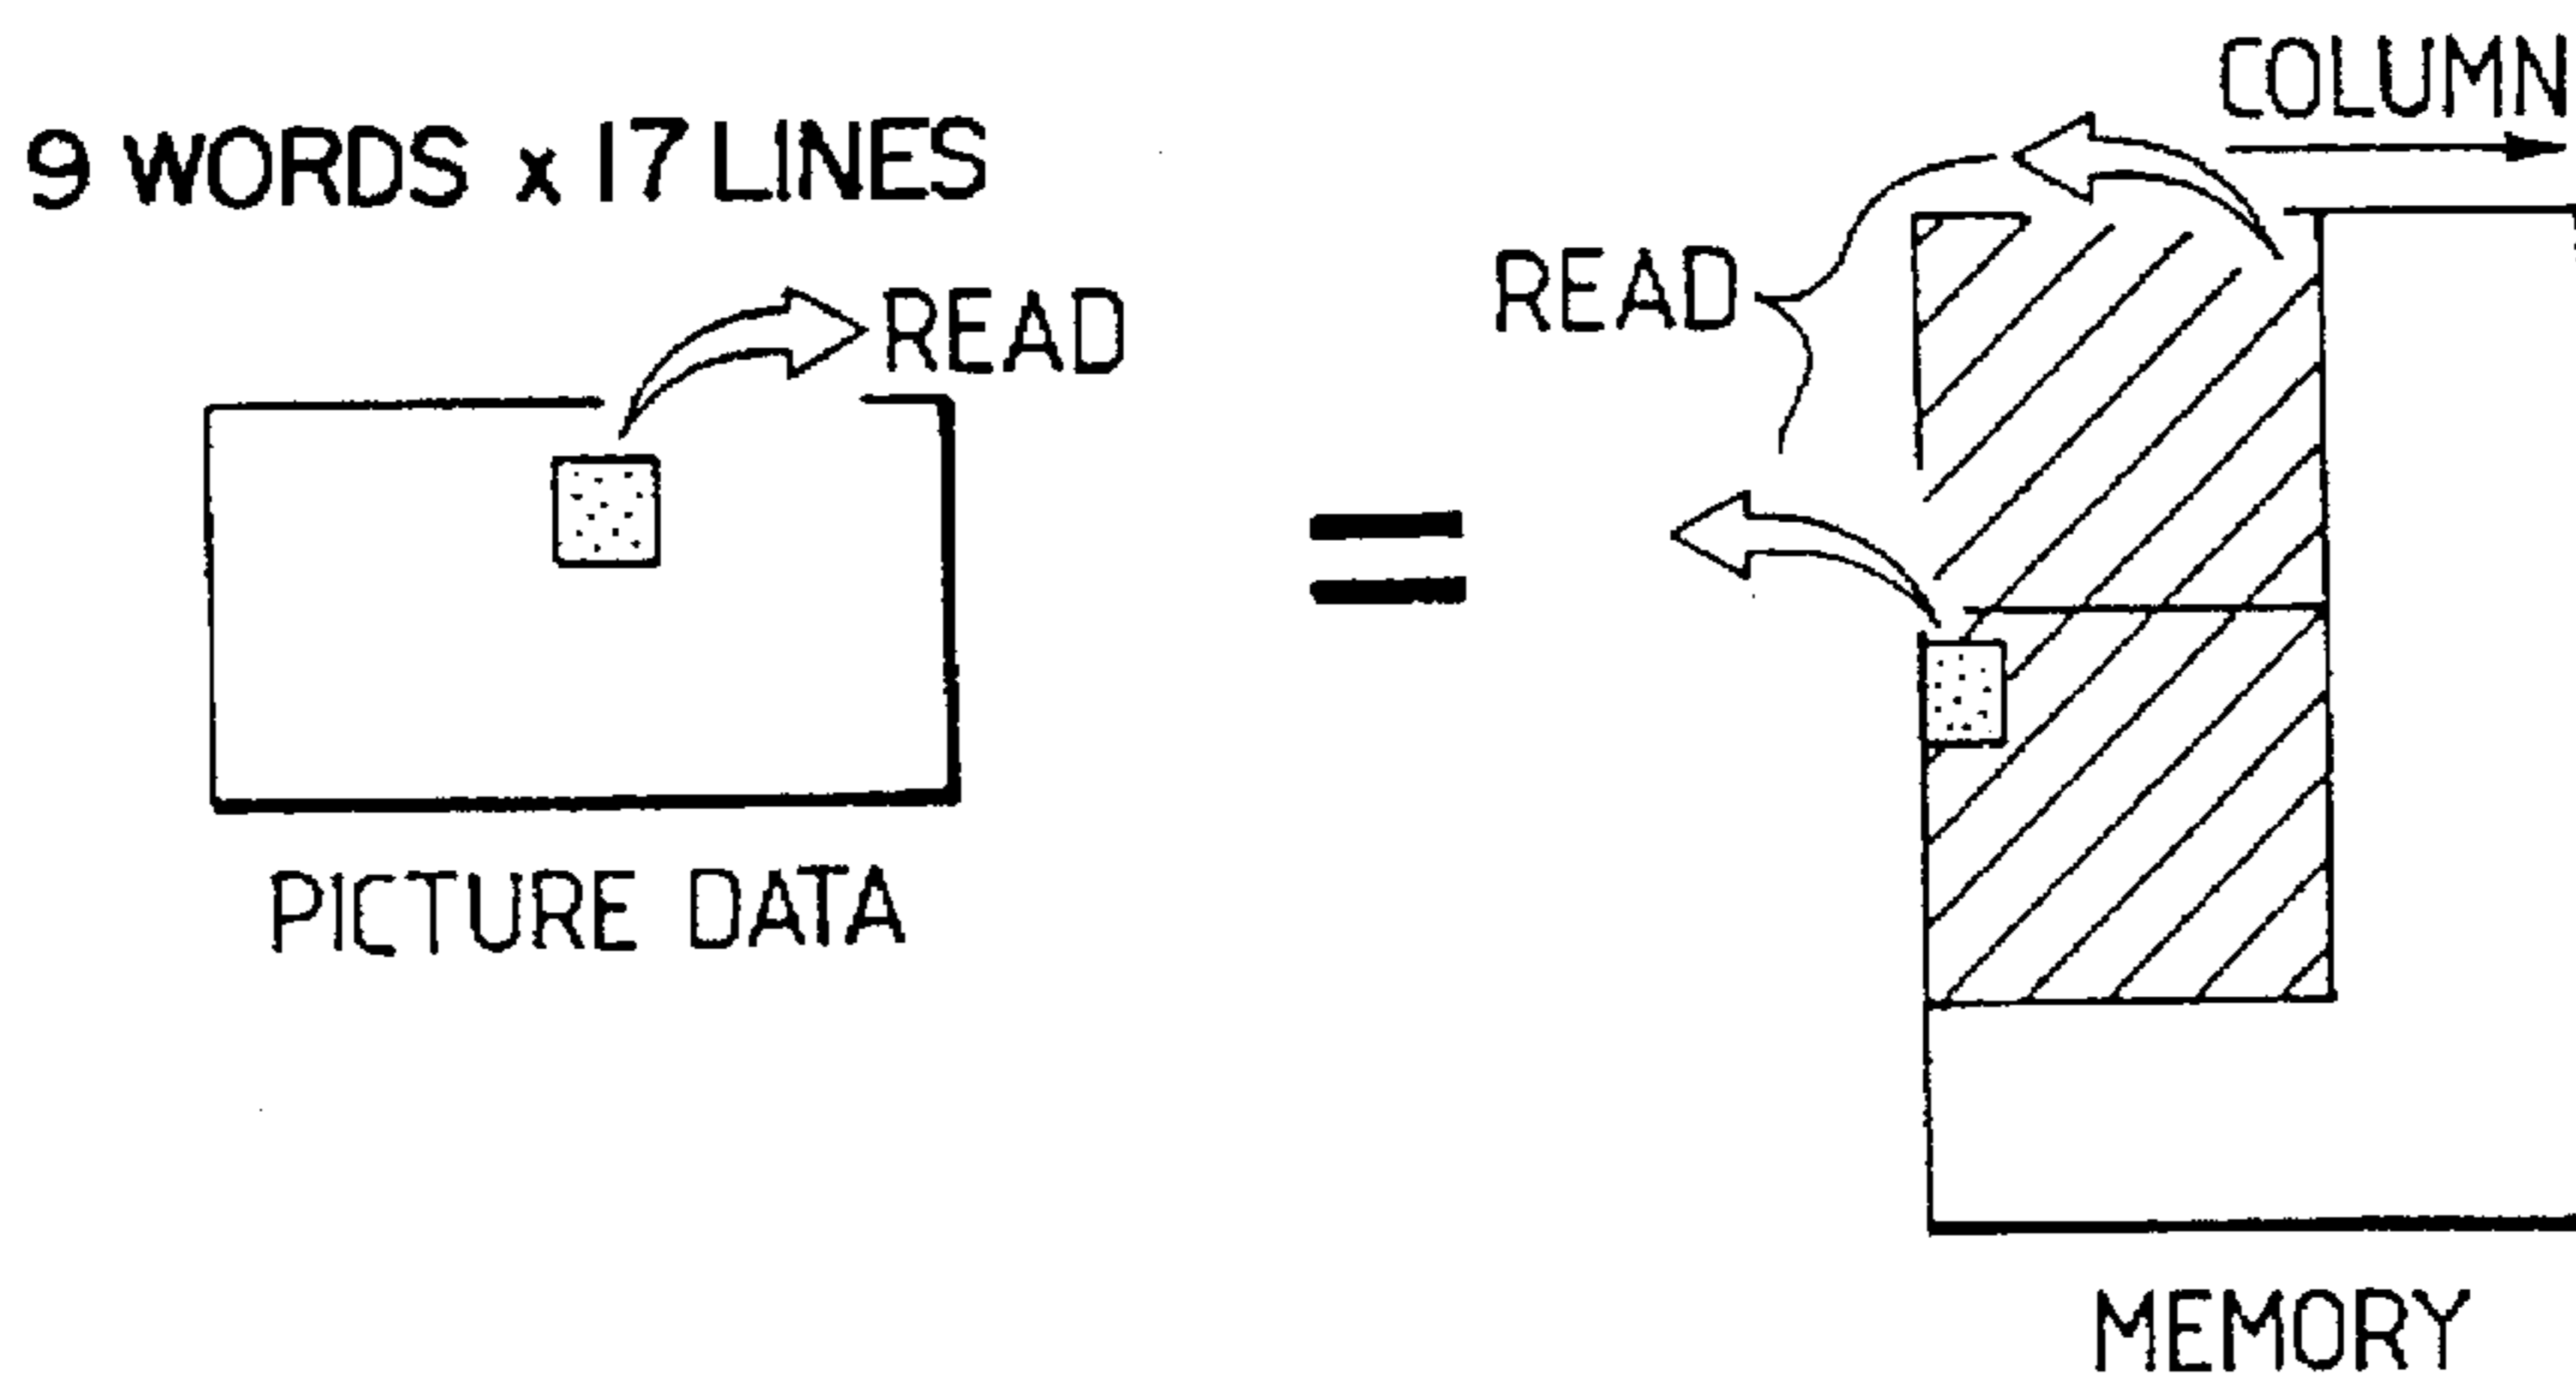 9 WORDS x 17 LINES
READ
PICTURE DATA
=
COLUMN
READ
MEMORY